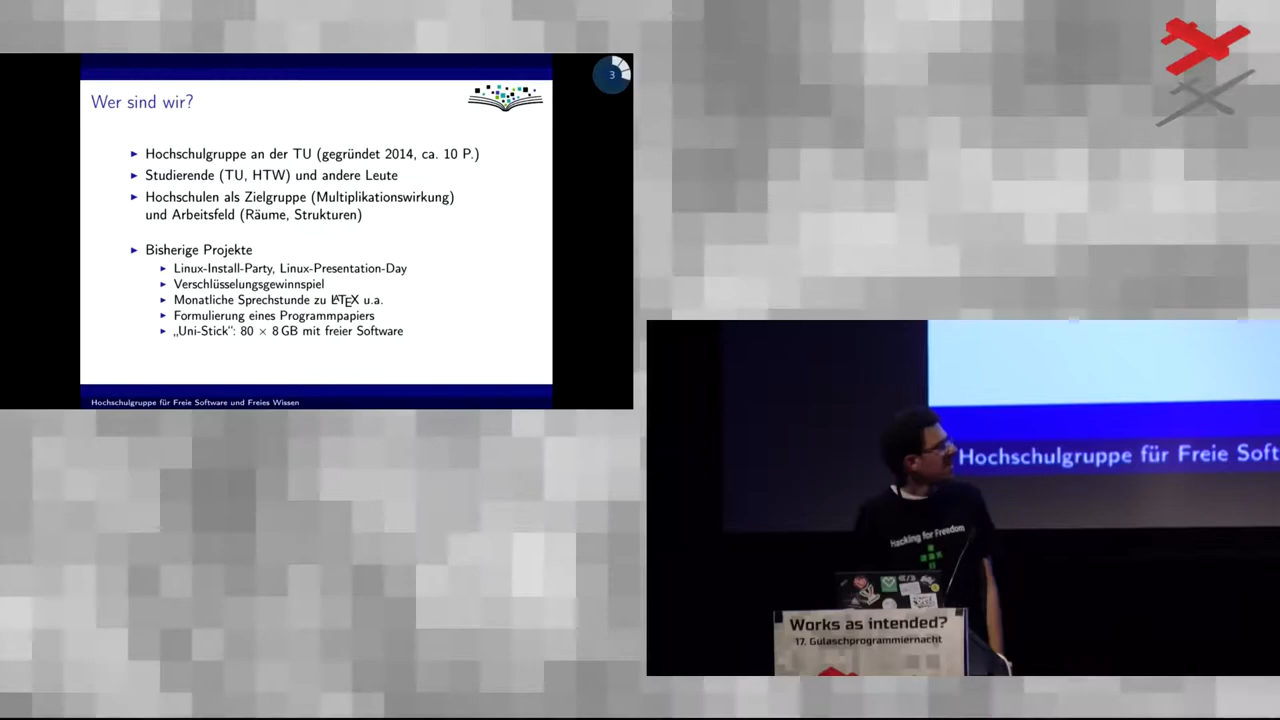 3
Wer sind wir?
Hochschulgruppe an der TU (gegründet 2014, ca. 10 P.)
Studierende (TU, HTW) und andere Leute
Hochschulen als Zielgruppe (Multiplikationswirkung)
und Arbeitsfeld (Räume, Strukturen)
Bisherige Projekte
Linux-Install-Party, Linux-Presentation-Day
Verschlüsselungsgewinnspiel
Monatliche Sprechstunde zu LATEX u.a.
Formulierung eines Programmpapiers
„Uni-Stick“: 80 × 8 GB mit freier Software
Hochschulgruppe für Freie Software und Freies Wissen
Hochschulgruppe für Freie Soft
Hacking for Freedom
Works as intended?
17. Gulaschprogrammiernacht